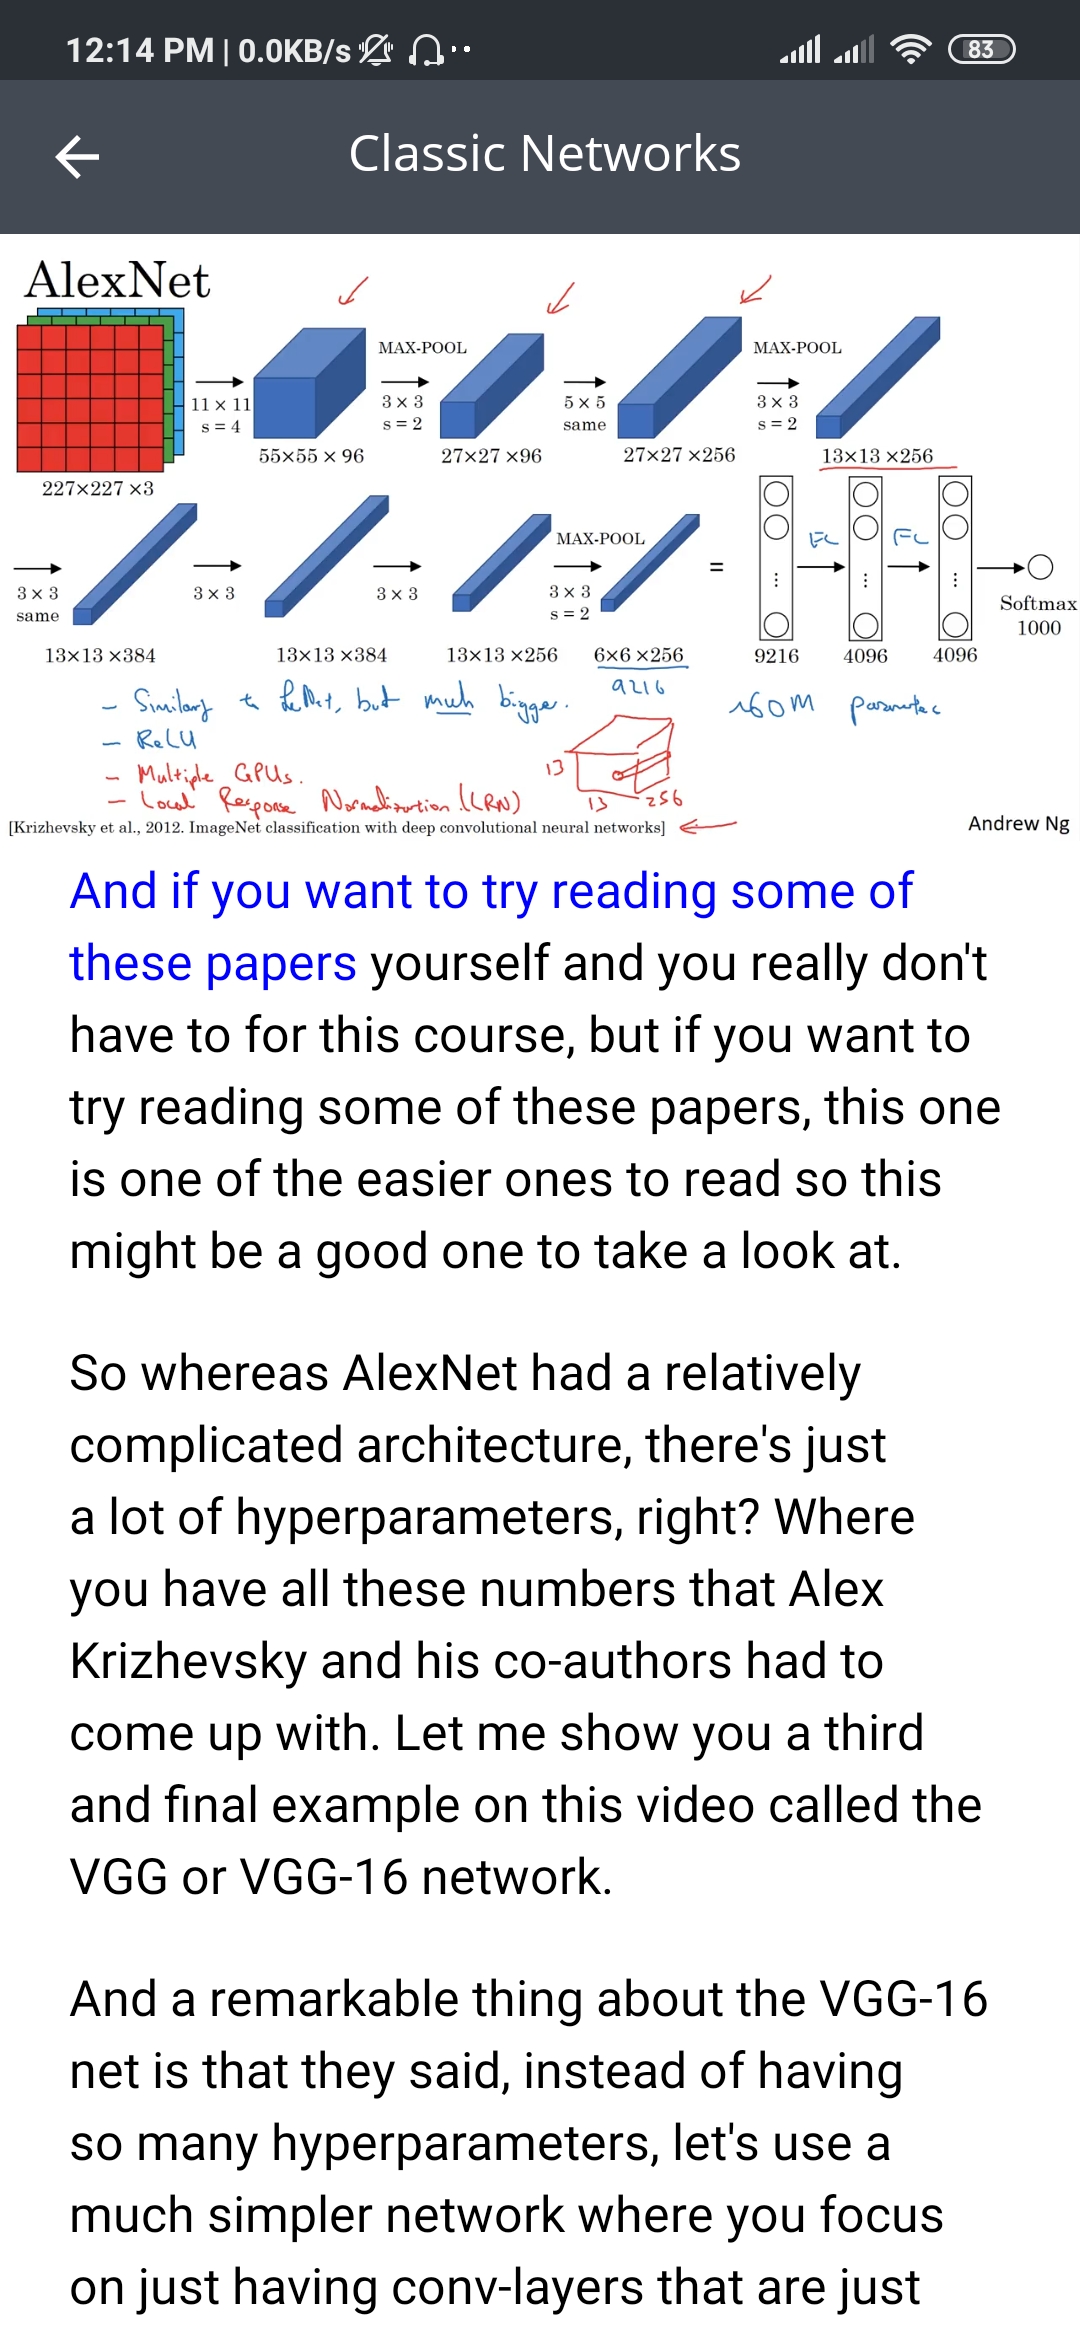 12:14 PM | 0.0KB/s
83
Classic Networks
AlexNet
MAX-POOL
MAX-POOL
11 × 11
s = 4
3 × 3
s = 2
5 × 5
same
3 × 3
s = 2
55×55 × 96
27×27 ×96
27×27 ×256
13×13 ×256
227×227 ×3
MAX-POOL
FC
FC
3 × 3
same
3 × 3
3 × 3
3 × 3
s = 2
=
Softmax
1000
13×13 ×384
13×13 ×384
13×13 ×256
6×6 ×256
9216
4096
4096
9216
- Similary to LeNet, but much bigger.
~60M
- ReLU
- Multiple GPUs.
- Local Response Normalization (LRN)
13
13
256
[Krizhevsky et al., 2012. ImageNet classification with deep convolutional neural networks]
Andrew Ng
And if you want to try reading some of
these papers yourself and you really don't
have to for this course, but if you want to
try reading some of these papers, this one
is one of the easier ones to read so this
might be a good one to take a look at.
So whereas AlexNet had a relatively
complicated architecture, there's just
a lot of hyperparameters, right? Where
you have all these numbers that Alex
Krizhevsky and his co-authors had to
come up with. Let me show you a third
and final example on this video called the
VGG or VGG-16 network.
And a remarkable thing about the VGG-16
net is that they said, instead of having
so many hyperparameters, let's use a
much simpler network where you focus
on just having conv-layers that are just